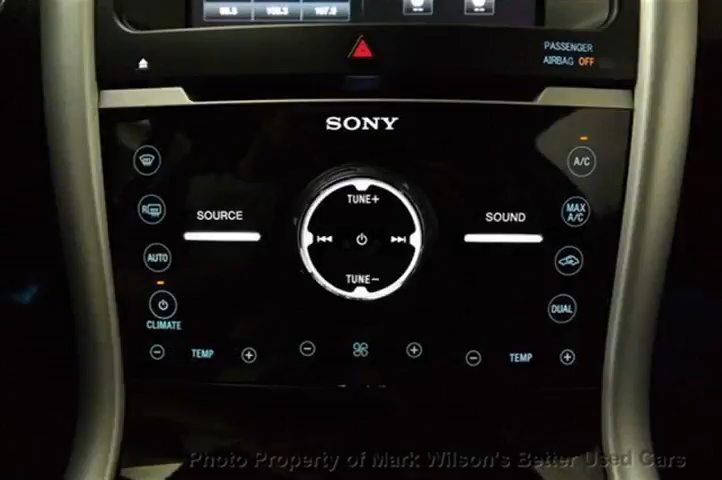 PASSENGER
AIRBAG OFF
SONY
A/C
TUNE+
R
SOURCE
SOUND
MAX
A/C
AUTO
TUNE−
DUAL
CLIMATE
TEMP
TEMP
Photo Property of Mark Wilson's Better Used Cars